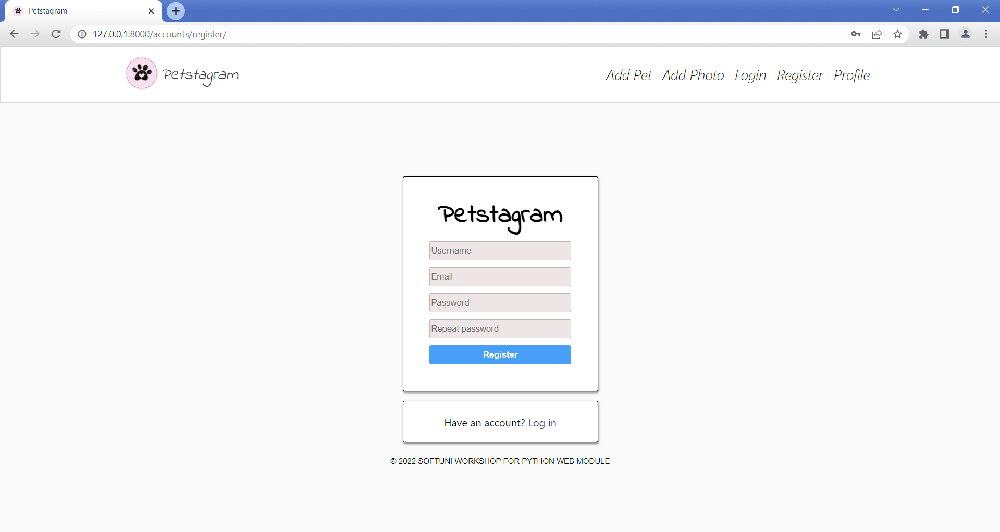 Petstagram
127.0.0.1:8000/accounts/register/
Petstagram
Add Pet Add Photo Login Register Profile
Petstagram
Username
Email
Password
Repeat password
Register
Have an account? Log in
© 2022 SOFTUNI WORKSHOP FOR PYTHON WEB MODULE